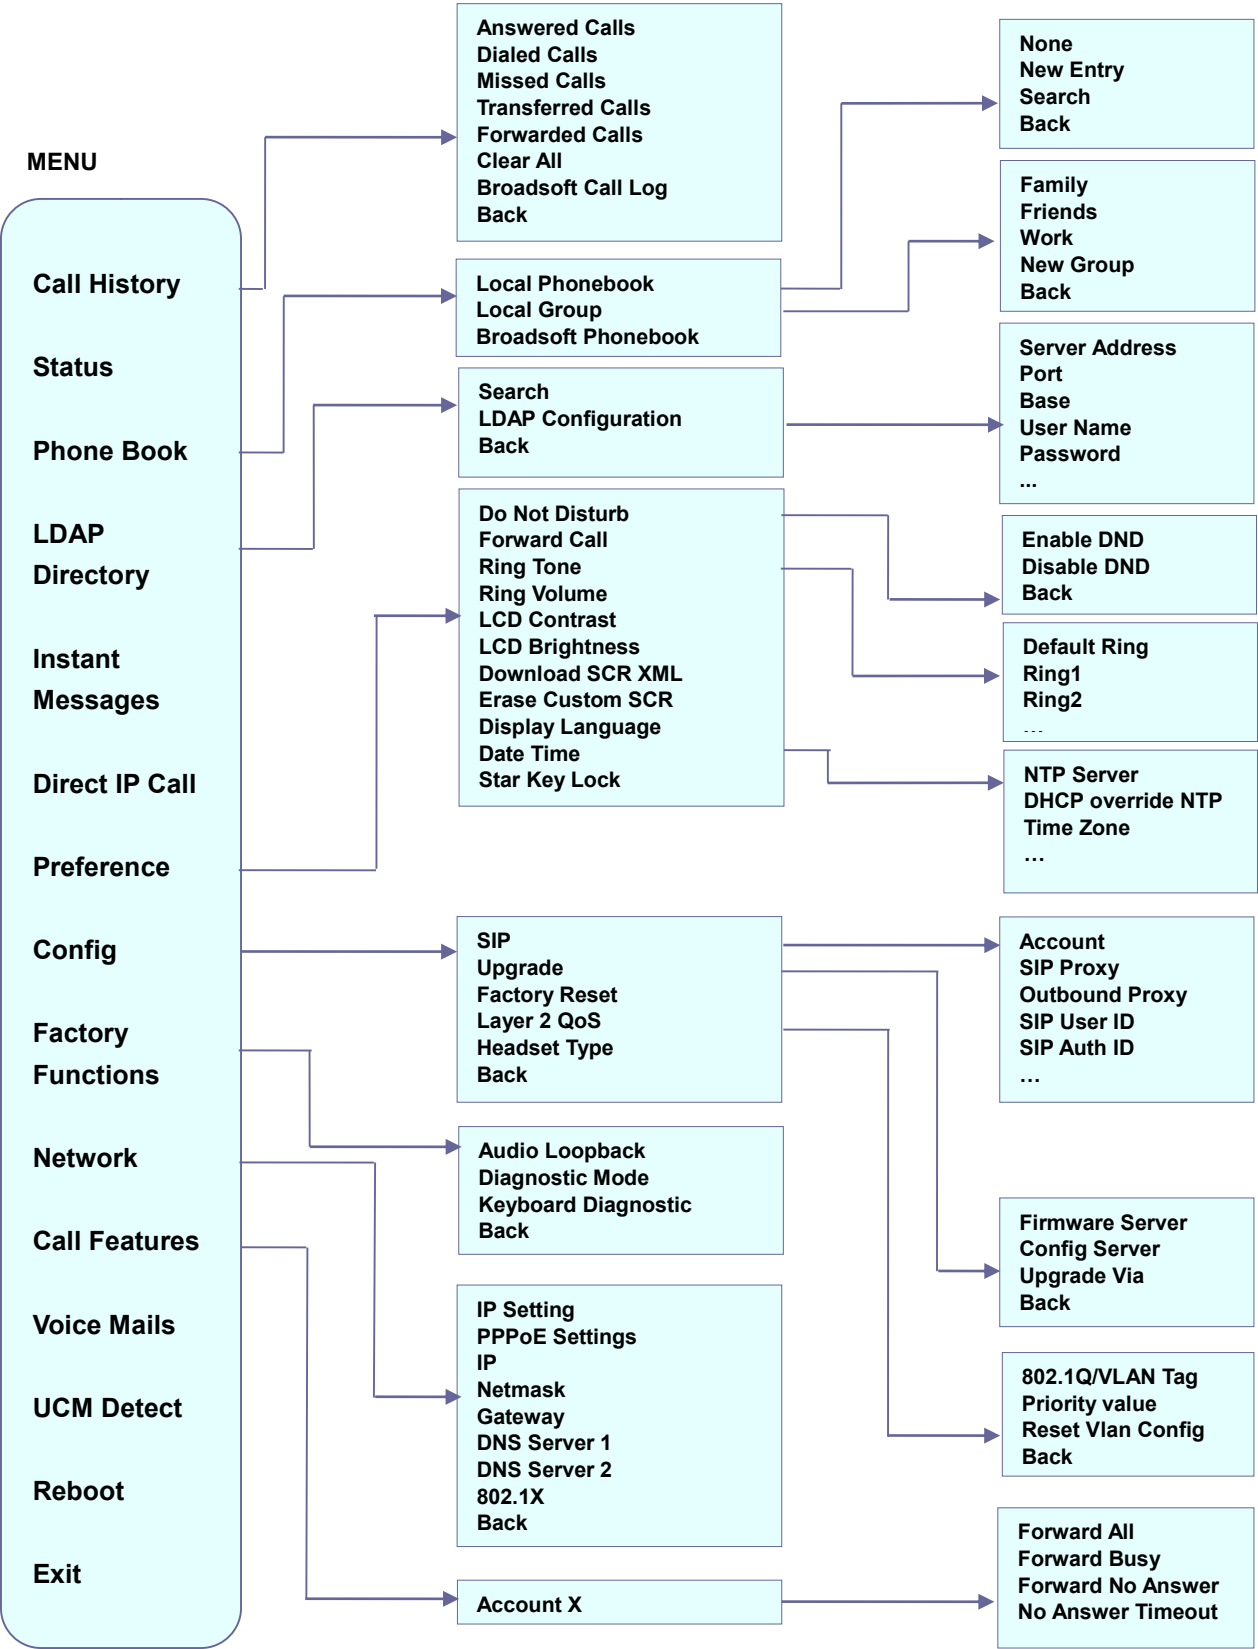 MENU
Call History
Status
Phone Book
LDAP
Directory
Instant
Messages
Direct IP Call
Preference
Config
Factory
Functions
Network
Call Features
Voice Mails
UCM Detect
Reboot
Exit
Answered Calls
Dialed Calls
Missed Calls
Transferred Calls
Forwarded Calls
Clear All
Broadsoft Call Log
Back
Local Phonebook
Local Group
Broadsoft Phonebook
Search
LDAP Configuration
Back
Do Not Disturb
Forward Call
Ring Tone
Ring Volume
LCD Contrast
LCD Brightness
Download SCR XML
Erase Custom SCR
Display Language
Date Time
Star Key Lock
SIP
Upgrade
Factory Reset
Layer 2 QoS
Headset Type
Back
Audio Loopback
Diagnostic Mode
Keyboard Diagnostic
Back
IP Setting
PPPoE Settings
IP
Netmask
Gateway
DNS Server 1
DNS Server 2
802.1X
Back
Account X
None
New Entry
Search
Back
Family
Friends
Work
New Group
Back
Server Address
Port
Base
User Name
Password
...
Enable DND
Disable DND
Back
Default Ring
Ring1
Ring2
...
NTP Server
DHCP override NTP
Time Zone
…
Account
SIP Proxy
Outbound Proxy
SIP User ID
SIP Auth ID
…
Firmware Server
Config Server
Upgrade Via
Back
802.1Q/VLAN Tag
Priority value
Reset Vlan Config
Back
Forward All
Forward Busy
Forward No Answer
No Answer Timeout